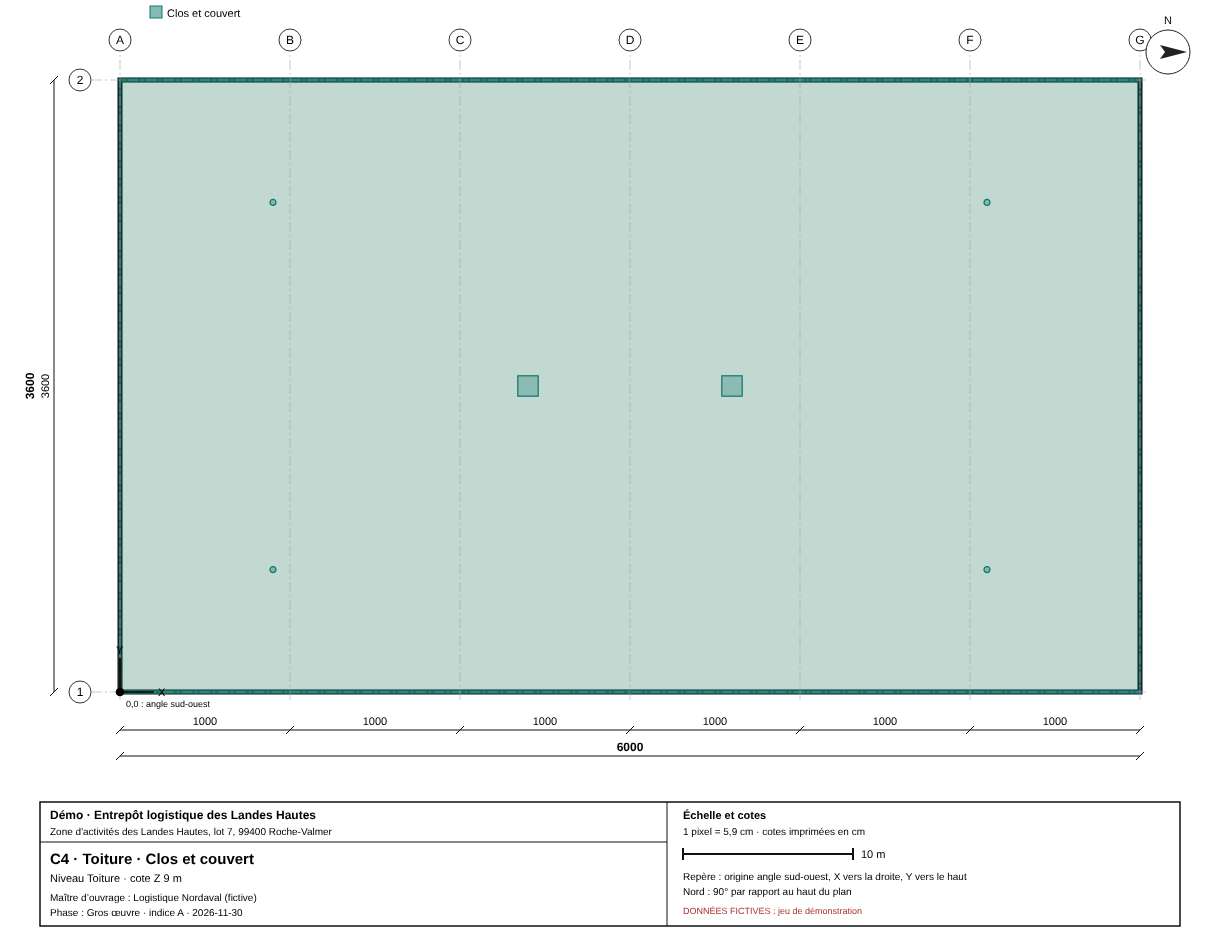 Clos et couvert
N
A B C D E F G
2
3600
3600
Y
1
X
0,0 : angle sud-ouest
1000 1000 1000 1000 1000 1000
6000
Démo · Entrepôt logistique des Landes Hautes
Zone d'activités des Landes Hautes, lot 7, 99400 Roche-Valmer
C4 · Toiture · Clos et couvert
Niveau Toiture · cote Z 9 m
Maître d'ouvrage : Logistique Nordaval (fictive)
Phase : Gros œuvre · indice A · 2026-11-30
Échelle et cotes
1 pixel = 5,9 cm · cotes imprimées en cm
10 m
Repère : origine angle sud-ouest, X vers la droite, Y vers le haut
Nord : 90° par rapport au haut du plan
DONNÉES FICTIVES : jeu de démonstration